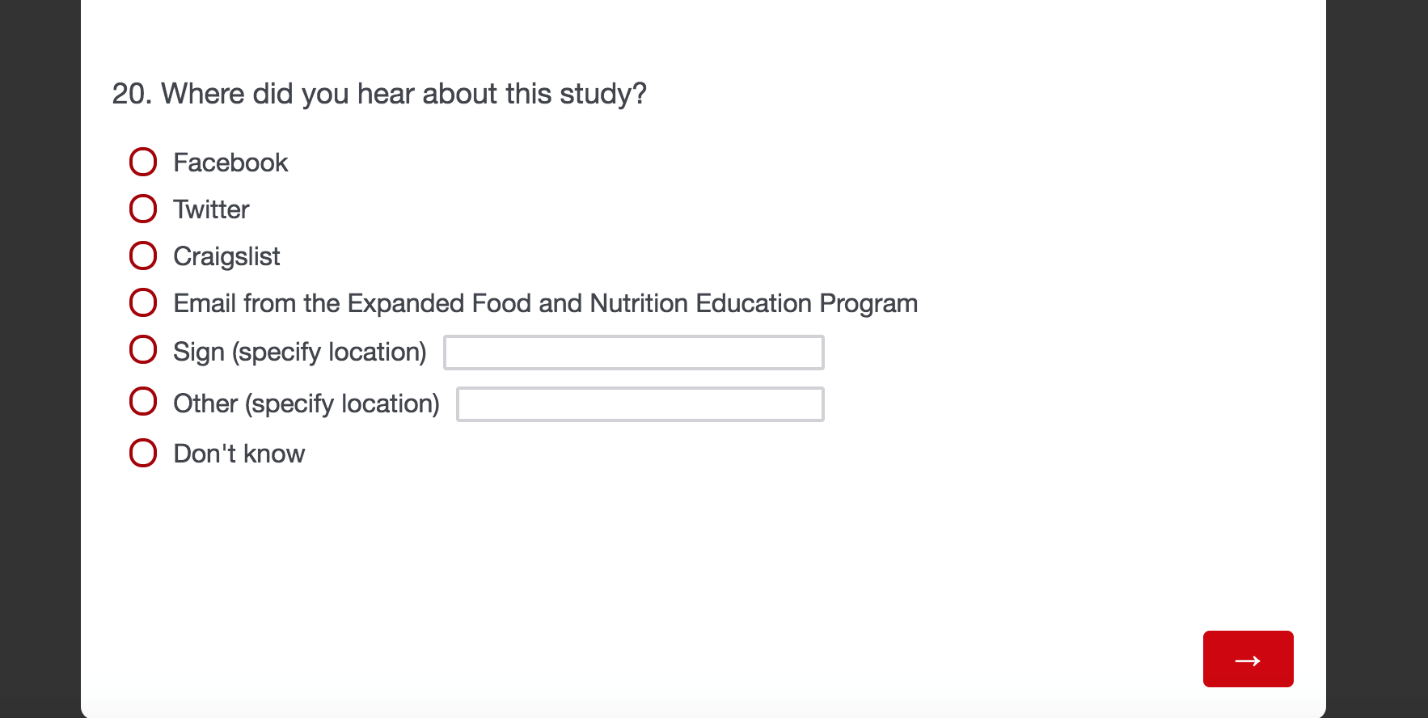 20. Where did you hear about this study?
Facebook
Twitter
Craigslist
Email from the Expanded Food and Nutrition Education Program
Sign (specify location)
Other (specify location)
Don't know
→